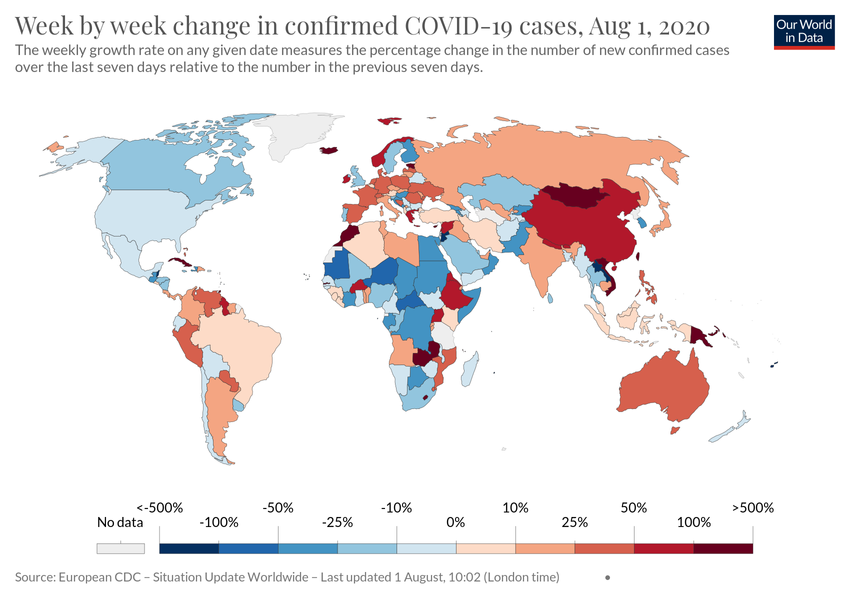 Week by week change in confirmed COVID-19 cases, Aug 1, 2020
Our World
in Data
The weekly growth rate on any given date measures the percentage change in the number of new confirmed cases
over the last seven days relative to the number in the previous seven days.
<-500% -50% -10% 10% 50% >500%
No data -100% -25% 0% 25% 100%
Source: European CDC – Situation Update Worldwide – Last updated 1 August, 10:02 (London time)